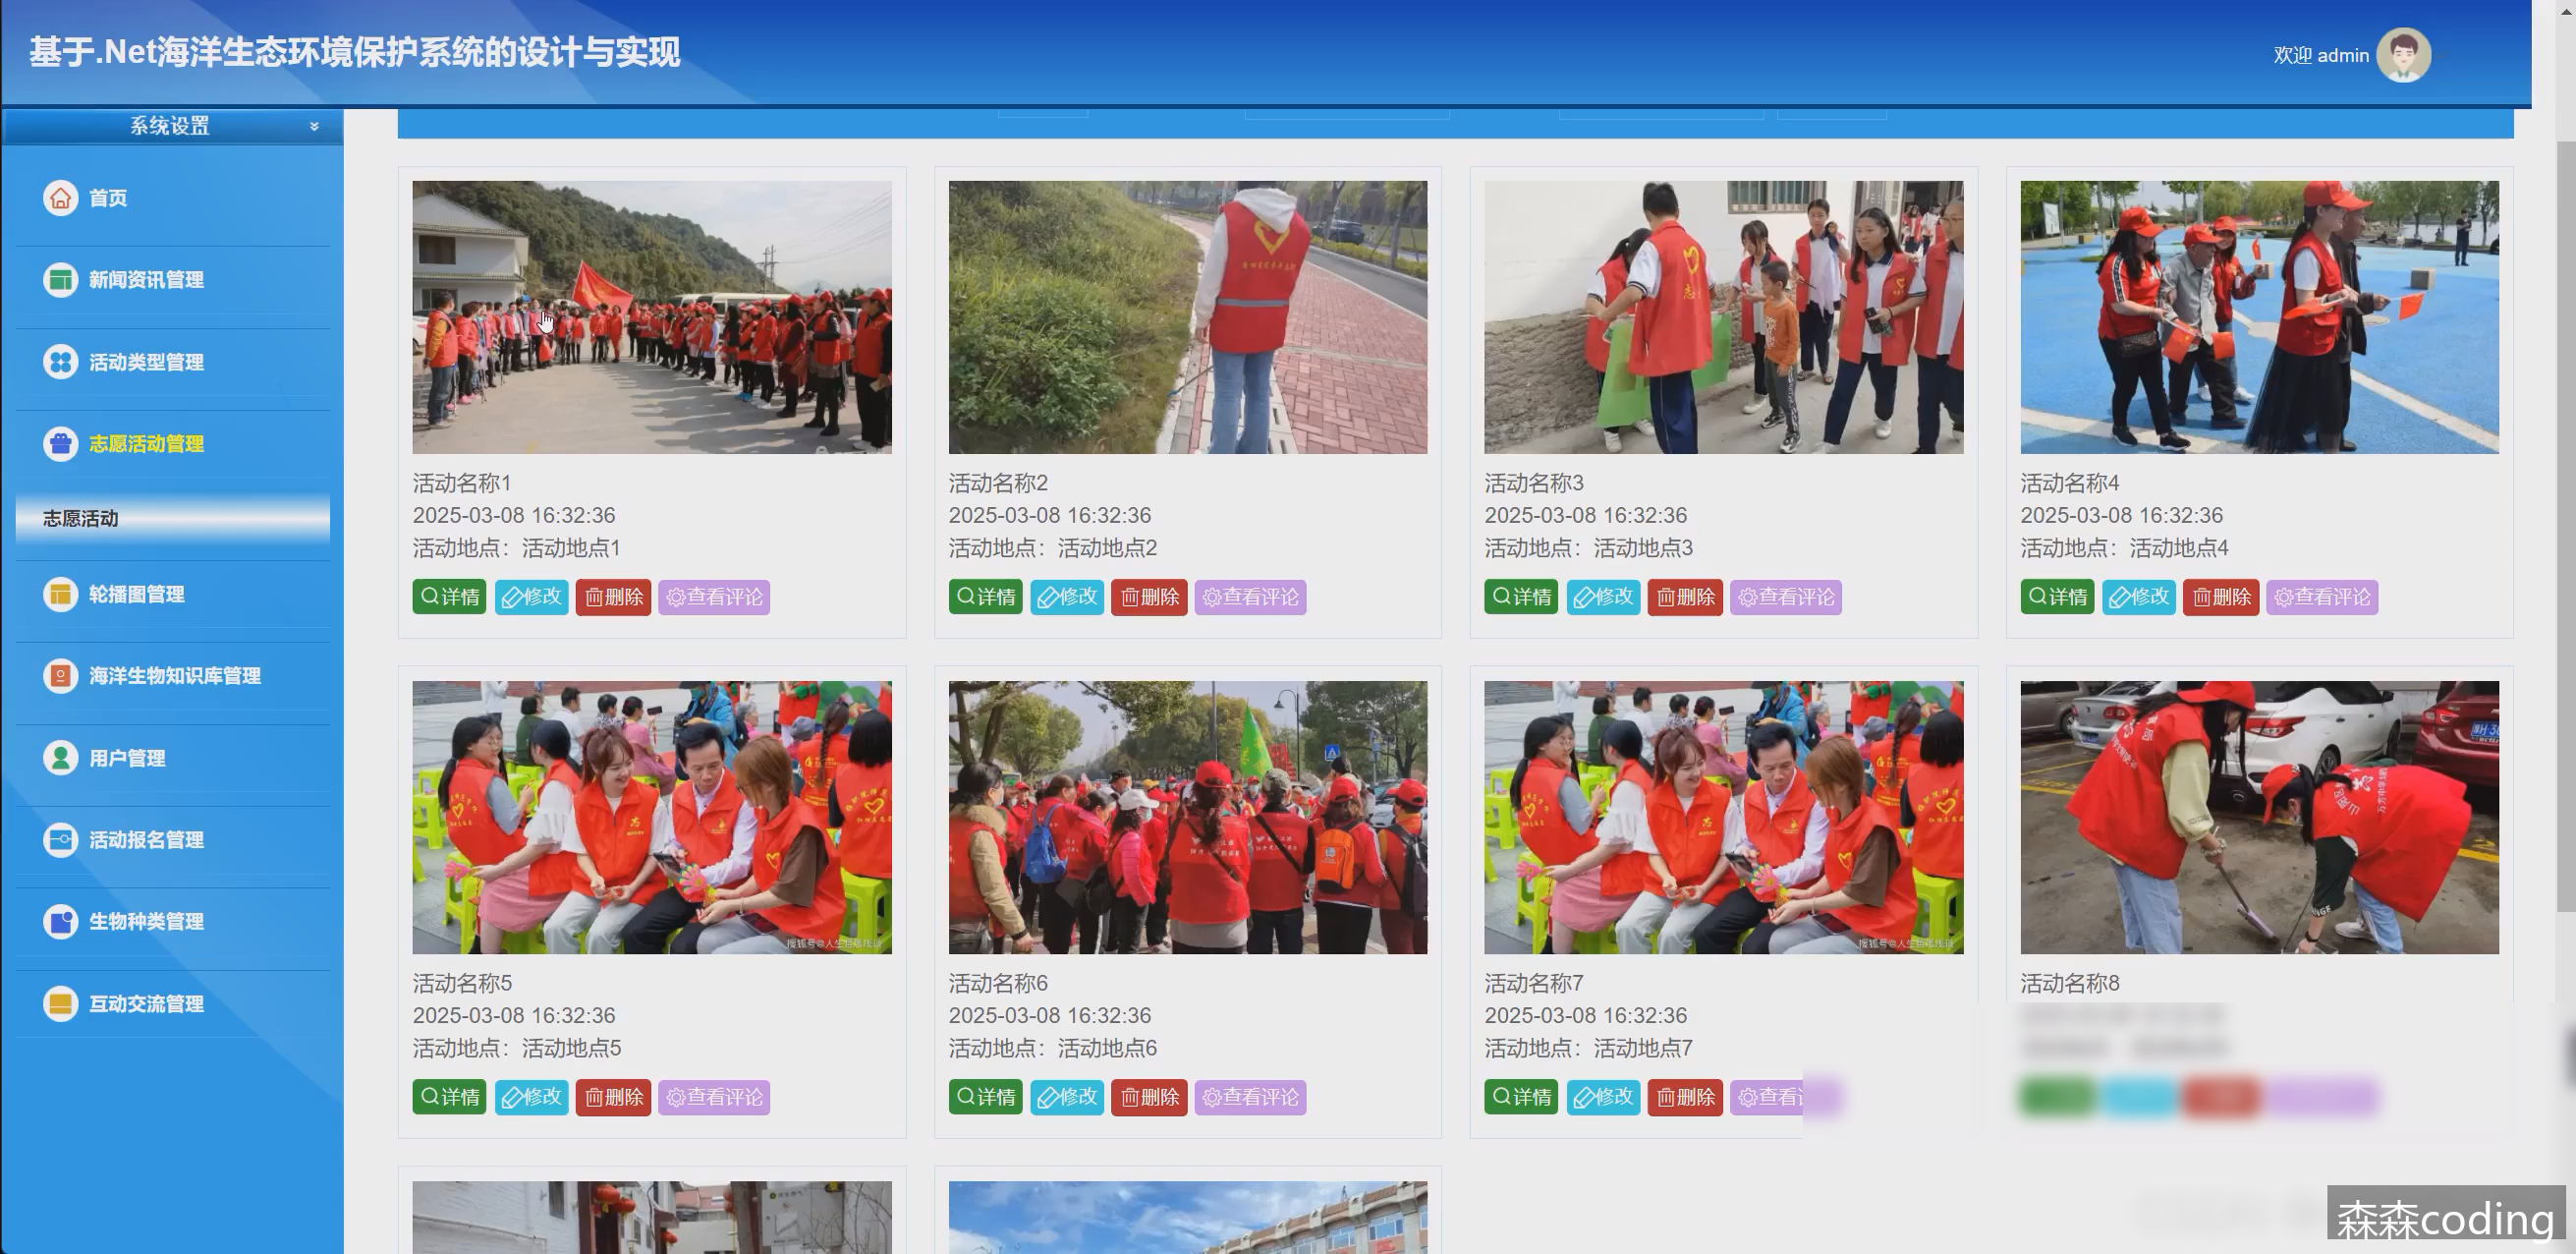 基于.Net海洋生态环境保护系统的设计与实现
欢迎 admin
系统设置
首页
新闻资讯管理
活动类型管理
志愿活动管理
志愿活动
轮播图管理
海洋生物知识库管理
用户管理
活动报名管理
生物种类管理
互动交流管理
活动名称1
2025-03-08 16:32:36
活动地点：活动地点1
详情 修改 删除 查看评论
活动名称2
2025-03-08 16:32:36
活动地点：活动地点2
详情 修改 删除 查看评论
活动名称3
2025-03-08 16:32:36
活动地点：活动地点3
详情 修改 删除 查看评论
活动名称4
2025-03-08 16:32:36
活动地点：活动地点4
详情 修改 删除 查看评论
活动名称5
2025-03-08 16:32:36
活动地点：活动地点5
详情 修改 删除 查看评论
活动名称6
2025-03-08 16:32:36
活动地点：活动地点6
详情 修改 删除 查看评论
活动名称7
2025-03-08 16:32:36
活动地点：活动地点7
详情 修改 删除 查看
活动名称8
森森coding